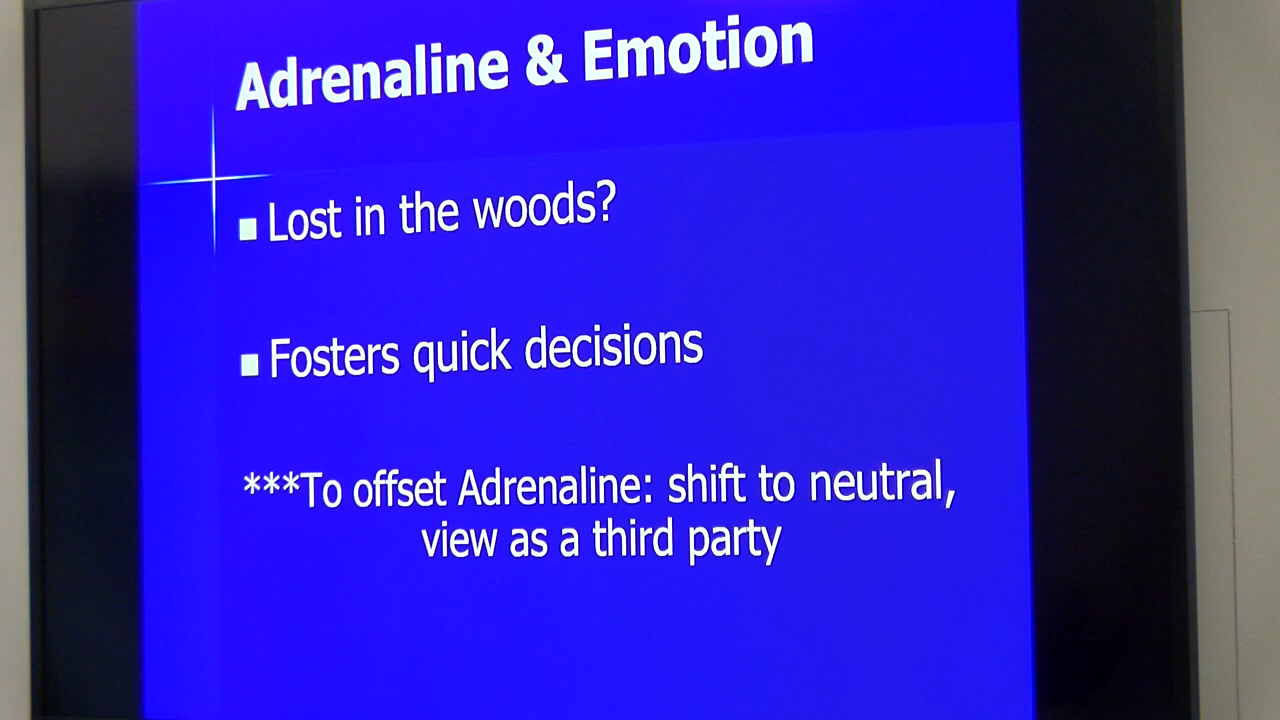 Adrenaline & Emotion
■ Lost in the woods?
■ Fosters quick decisions
***To offset Adrenaline: shift to neutral,
view as a third party